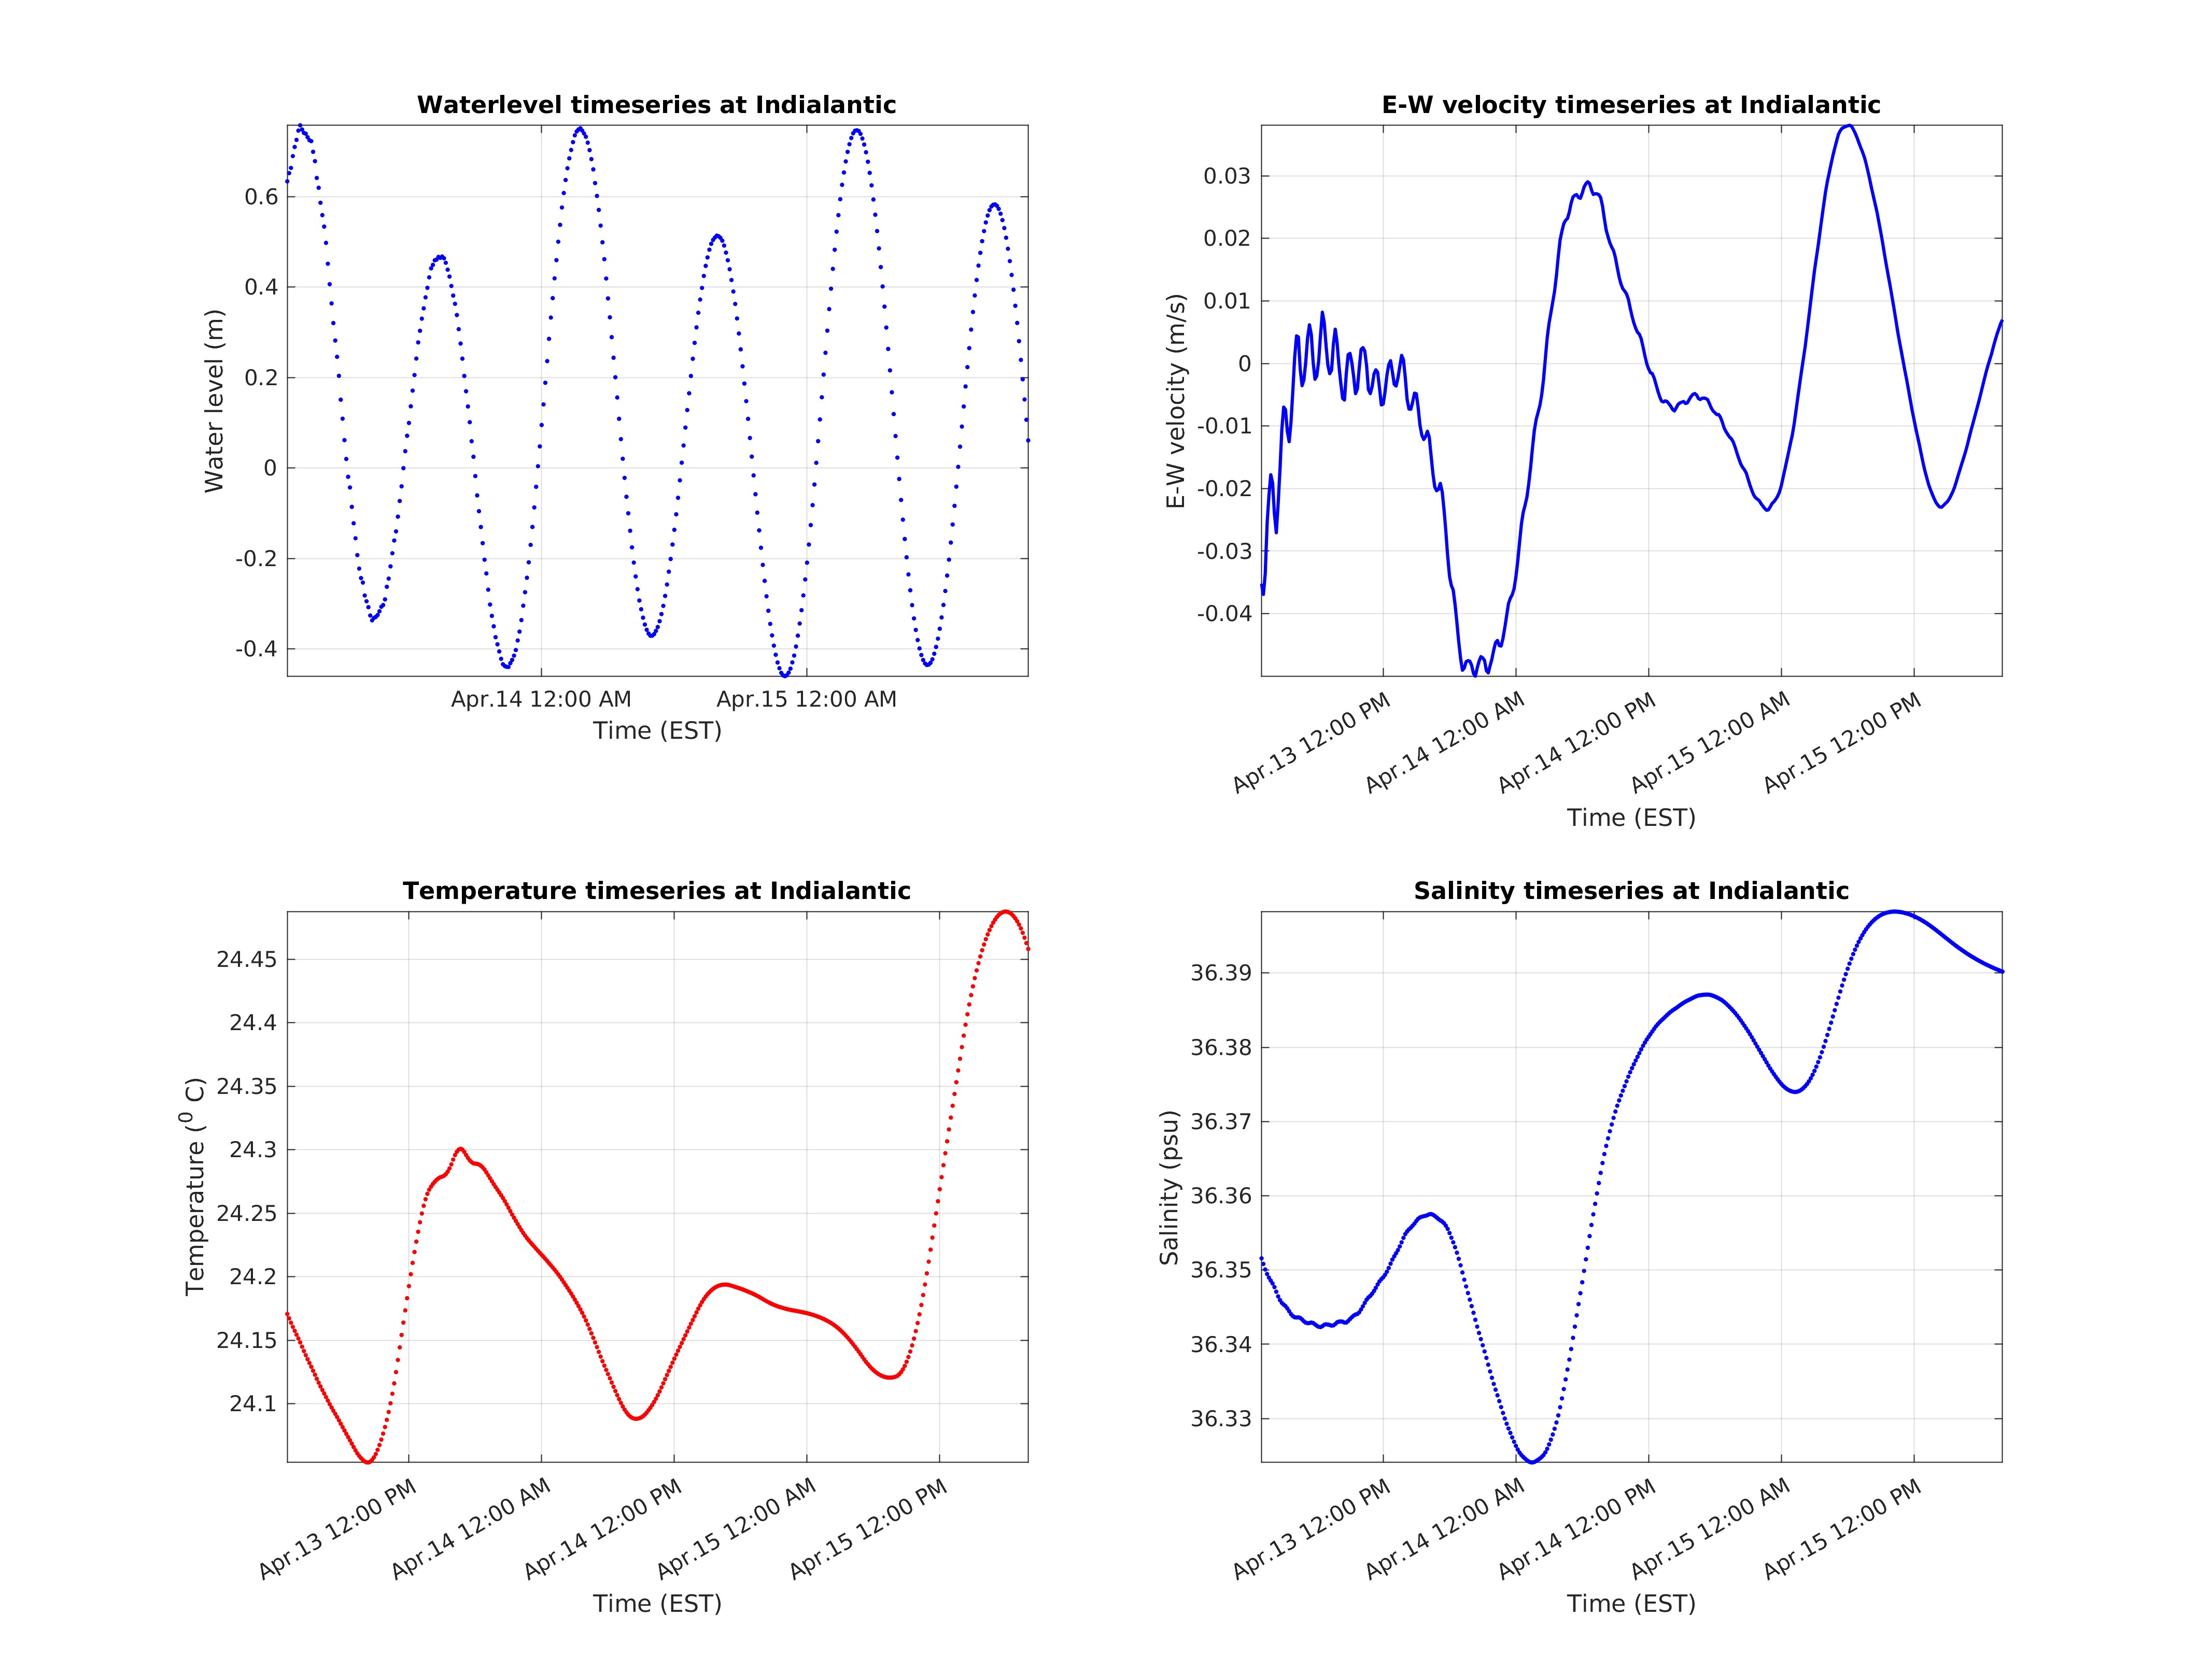 Waterlevel timeseries at Indialantic
0.6
0.4
0.2
0
-0.2
-0.4
Water level (m)
Apr.14 12:00 AM
Apr.15 12:00 AM
Time (EST)
E-W velocity timeseries at Indialantic
0.03
0.02
0.01
0
-0.01
-0.02
-0.03
-0.04
E-W velocity (m/s)
Apr.13 12:00 PM
Apr.14 12:00 AM
Apr.14 12:00 PM
Apr.15 12:00 AM
Apr.15 12:00 PM
Time (EST)
Temperature timeseries at Indialantic
24.45
24.4
24.35
24.3
24.25
24.2
24.15
24.1
Temperature (⁰ C)
Apr.13 12:00 PM
Apr.14 12:00 AM
Apr.14 12:00 PM
Apr.15 12:00 AM
Apr.15 12:00 PM
Time (EST)
Salinity timeseries at Indialantic
36.39
36.38
36.37
36.36
36.35
36.34
36.33
Salinity (psu)
Apr.13 12:00 PM
Apr.14 12:00 AM
Apr.14 12:00 PM
Apr.15 12:00 AM
Apr.15 12:00 PM
Time (EST)